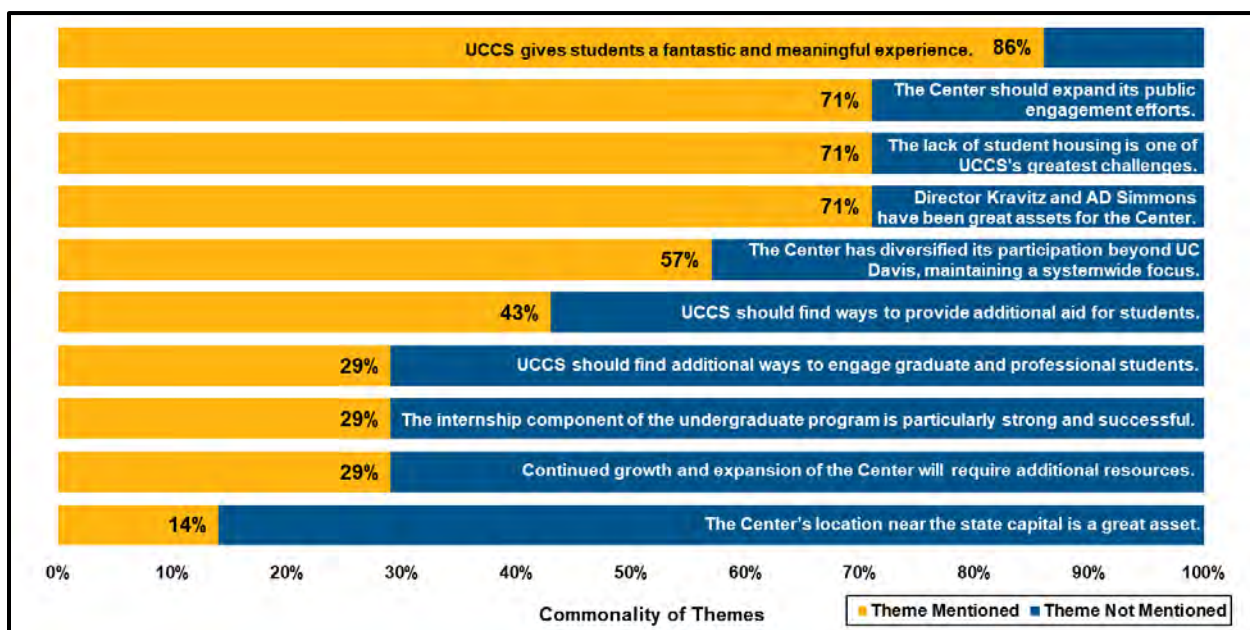 UCCS gives students a fantastic and meaningful experience. 86%
71% The Center should expand its public
engagement efforts.
71% The lack of student housing is one of
UCCS's greatest challenges.
71% Director Kravitz and AD Simmons
have been great assets for the Center.
57% The Center has diversified its participation beyond UC
Davis, maintaining a systemwide focus.
43% UCCS should find ways to provide additional aid for students.
29% UCCS should find additional ways to engage graduate and professional students.
29% The internship component of the undergraduate program is particularly strong and successful.
29% Continued growth and expansion of the Center will require additional resources.
14% The Center's location near the state capital is a great asset.
0% 10% 20% 30% 40% 50% 60% 70% 80% 90% 100%
Commonality of Themes
Theme Mentioned Theme Not Mentioned